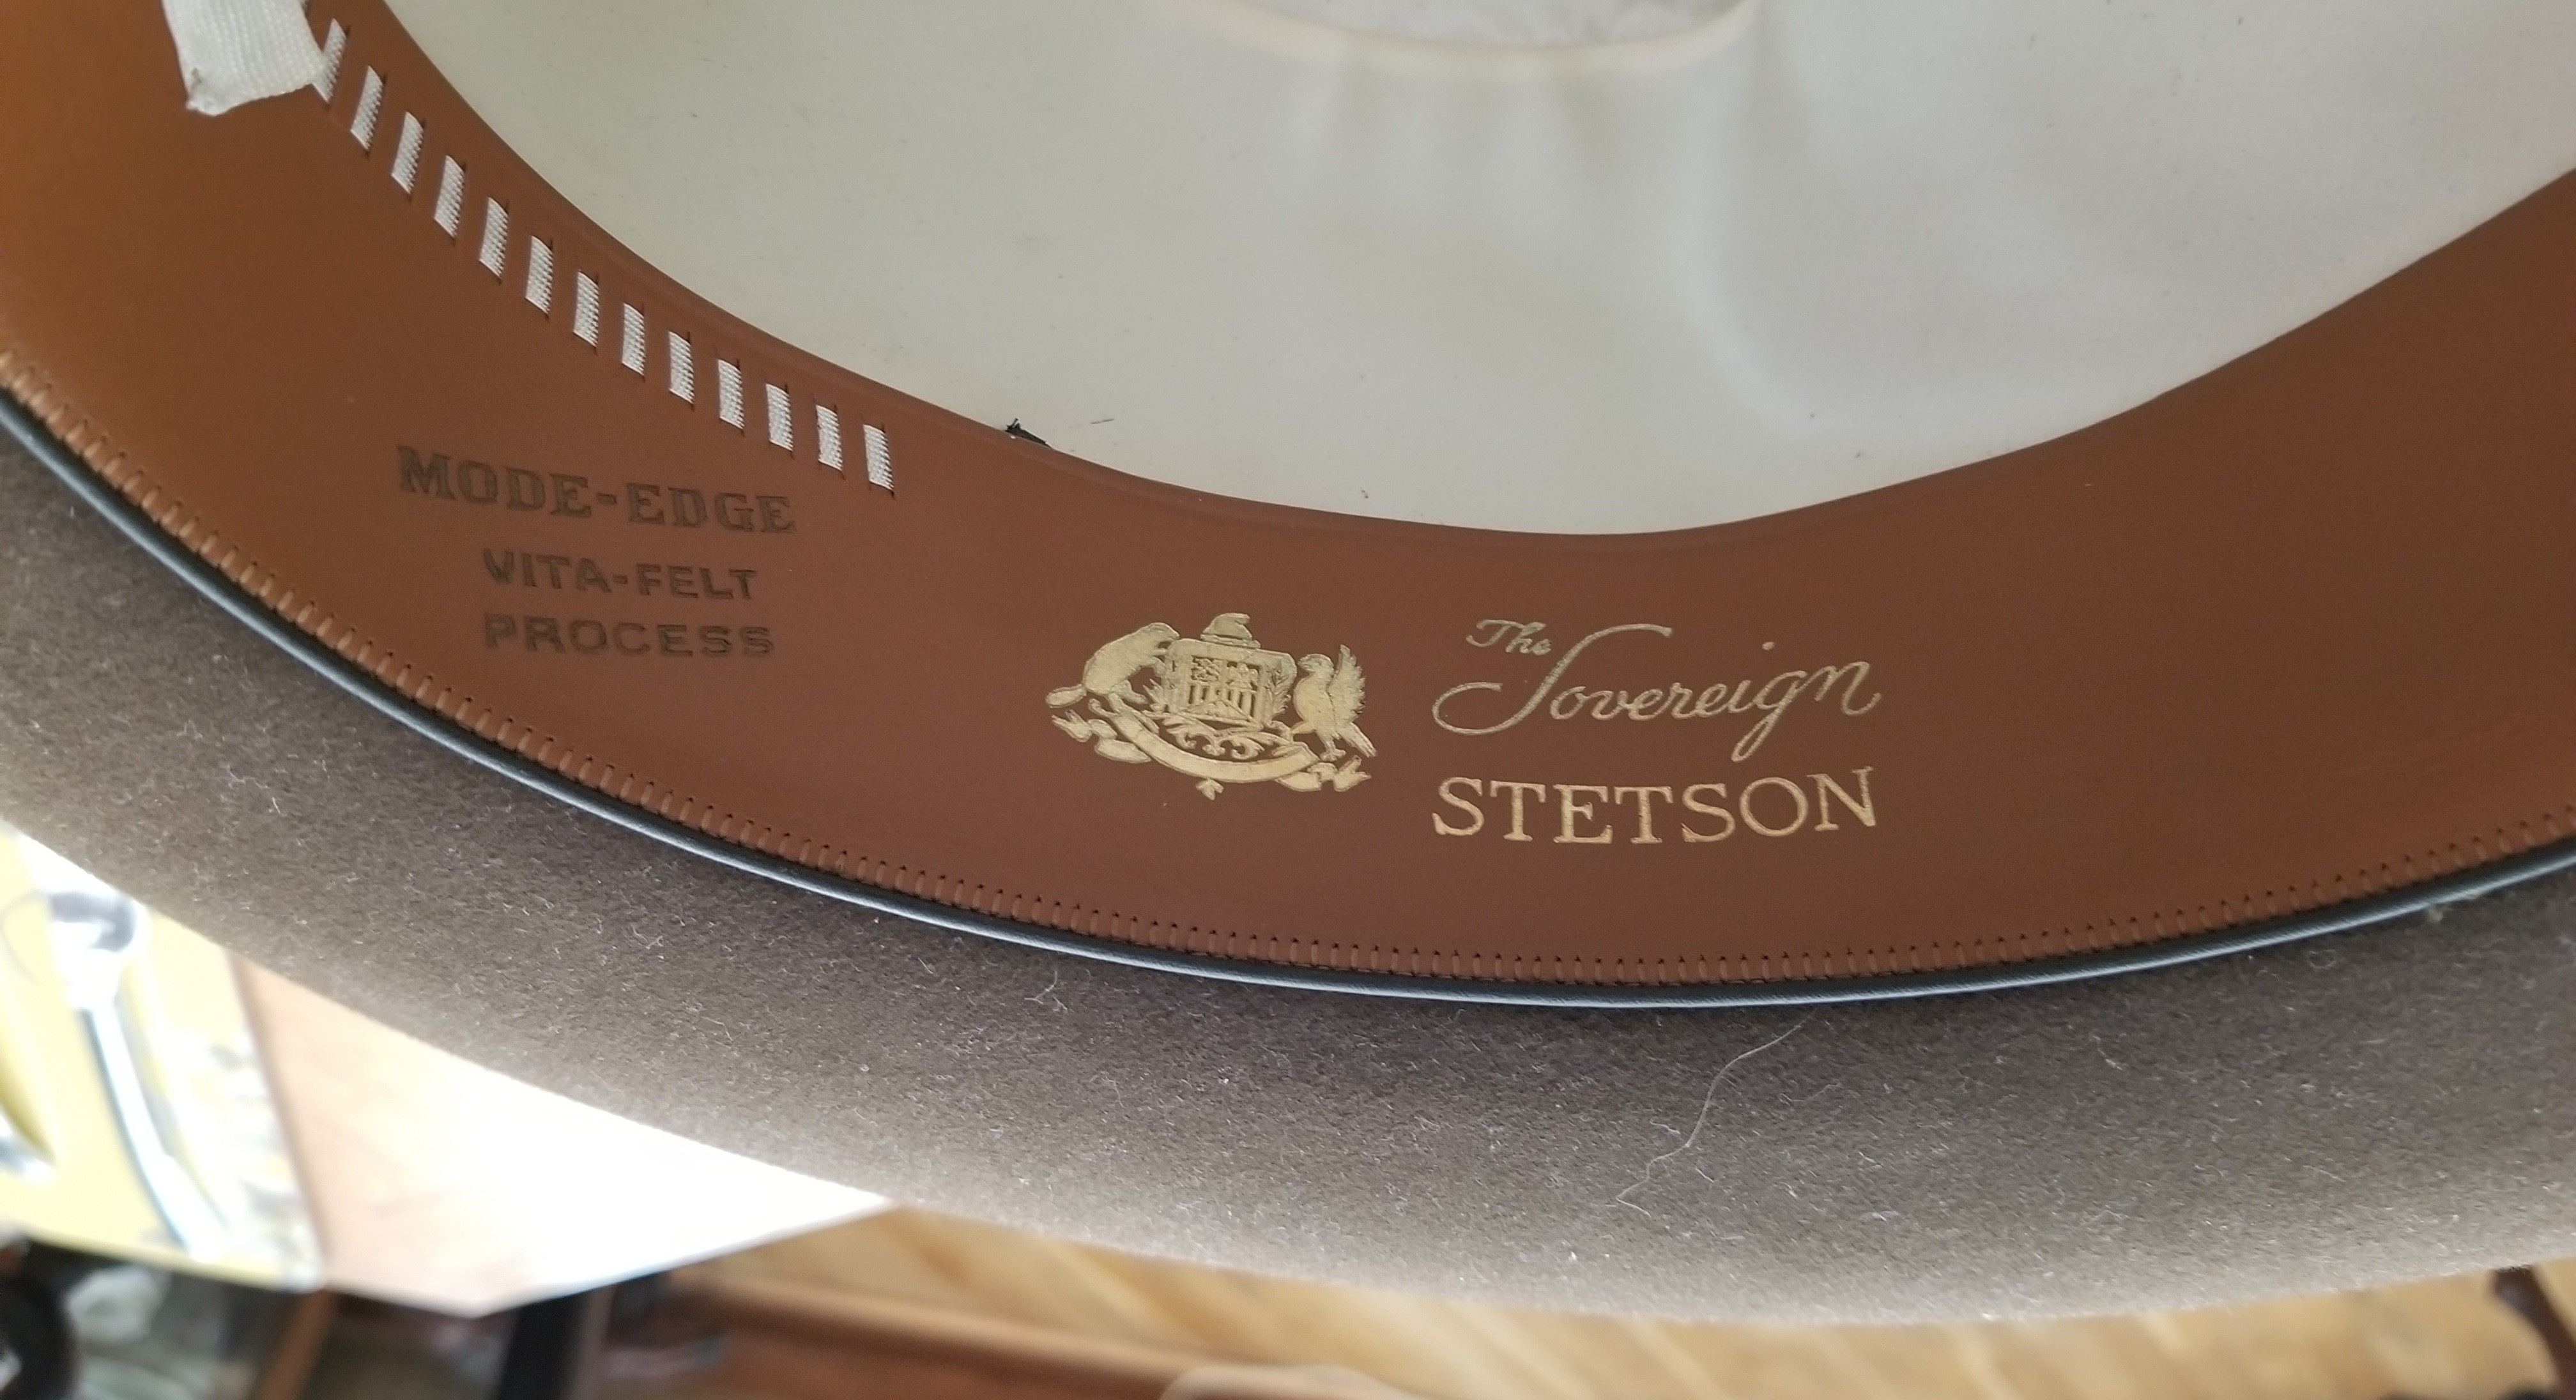 MODE-EDGE
VITA-FELT
PROCESS
The
Sovereign
STETSON